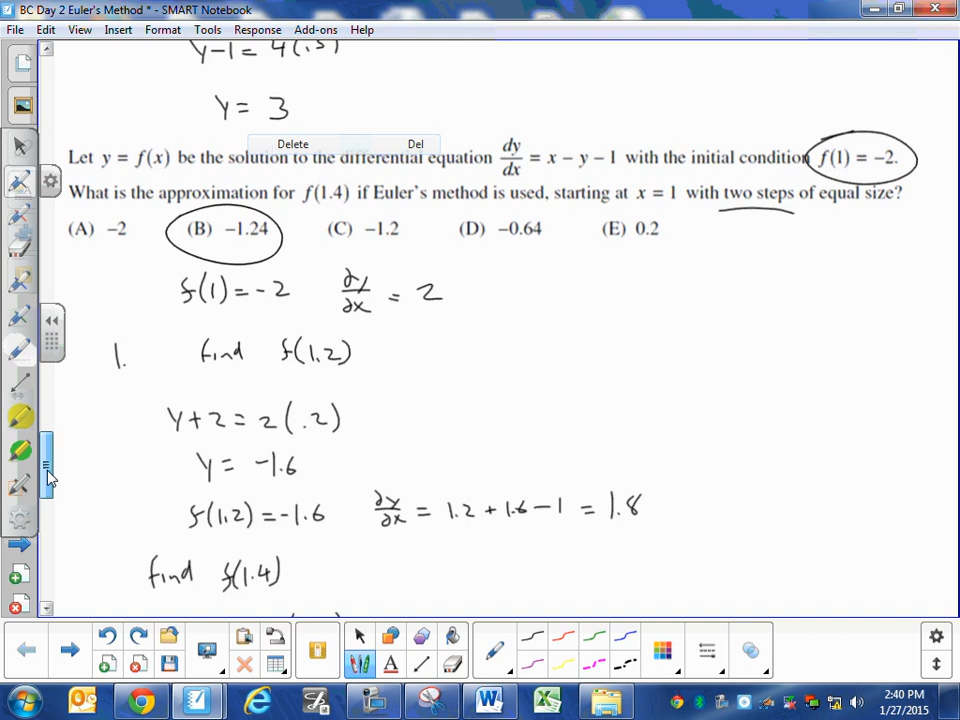 BC Day 2 Euler's Method * - SMART Notebook
File Edit View Insert Format Tools Response Add-ons Help
y-1 = 4(.5)
y = 3
Delete Del
Let y = f(x) be the solution to the differential equation dy/dx = x − y − 1 with the initial condition f(1) = −2.
What is the approximation for f(1.4) if Euler's method is used, starting at x = 1 with two steps of equal size?
(A) −2 (B) −1.24 (C) −1.2 (D) −0.64 (E) 0.2
f(1) = -2 ∂y/∂x = 2
1. find f(1.2)
y+2 = 2(.2)
y = -1.6
f(1.2) = -1.6 ∂y/∂x = 1.2 + 1.6 - 1 = 1.8
find f(1.4)
A
2:40 PM
1/27/2015